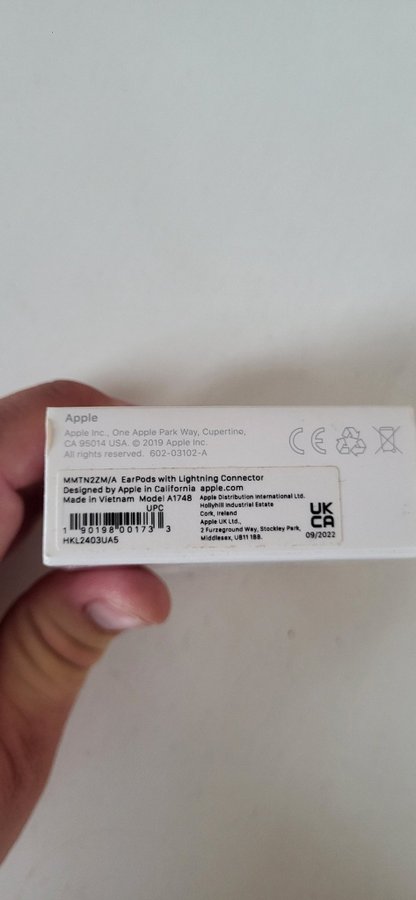 Apple
Apple Inc., One Apple Park Way, Cupertino,
CA 95014 USA. © 2019 Apple Inc.
All rights reserved. 602-03102-A
CE
MMTN2ZM/A EarPods with Lightning Connector
Designed by Apple in California apple.com
Made in Vietnam Model A1748
UPC
1 90198 00173 3
HKL2403UA5
Apple Distribution International Ltd.
Hollyhill Industrial Estate
Cork, Ireland
Apple UK Ltd.,
2 Furzeground Way, Stockley Park,
Middlesex, UB11 1BB.
UK
CA
09/2022